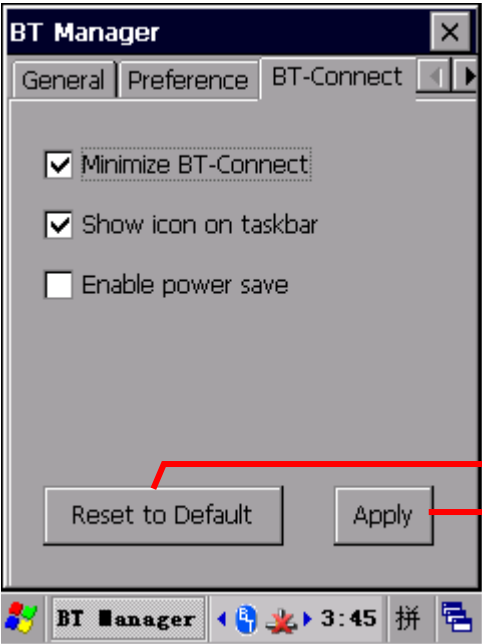 BT Manager
General Preference BT-Connect
Minimize BT-Connect
Show icon on taskbar
Enable power save
Reset to Default Apply
BT Manager 3:45 拼